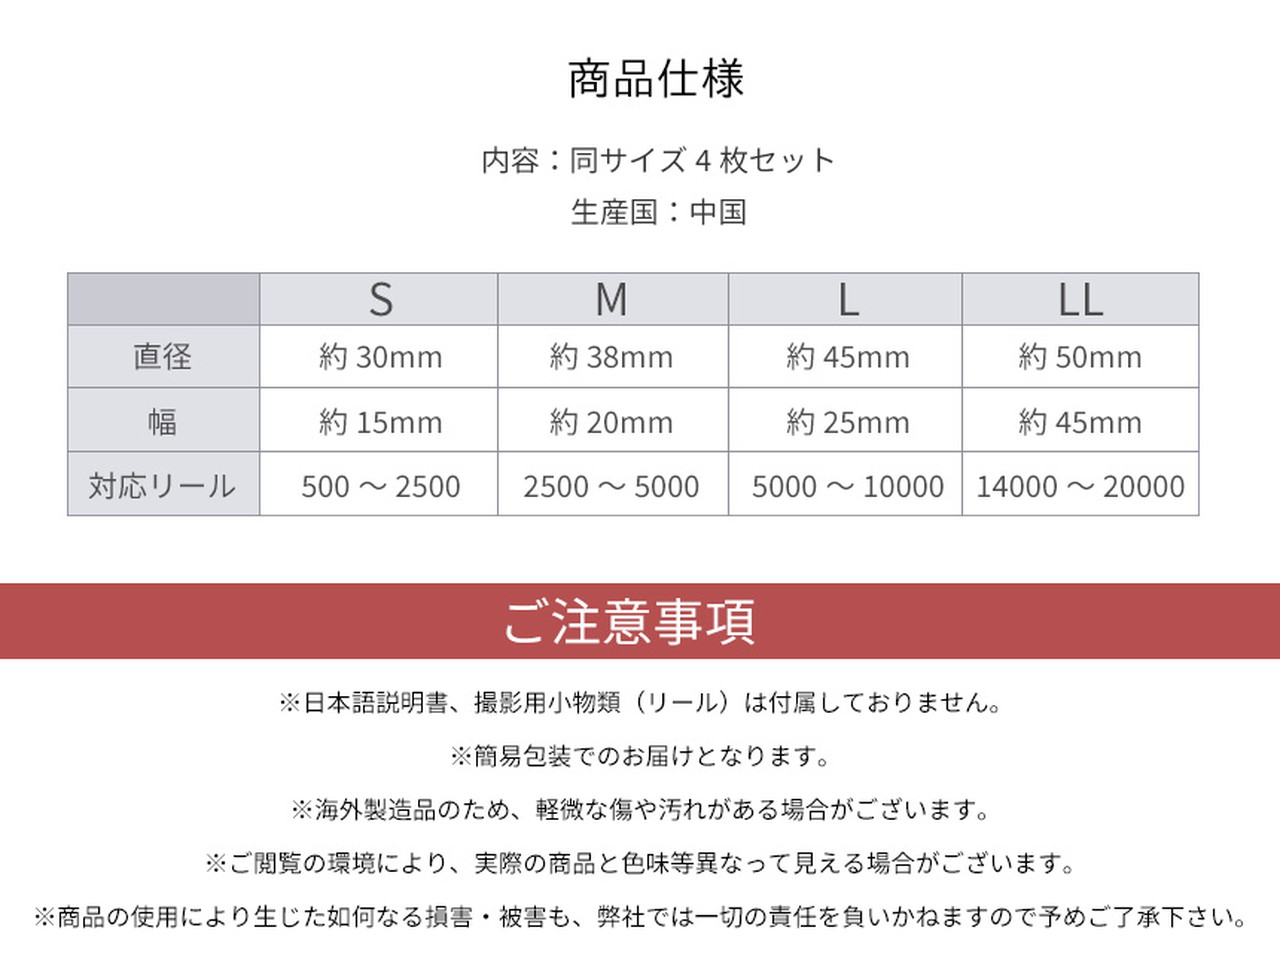 商品仕様
内容：同サイズ 4 枚セット
生産国：中国
S M L LL
直径 約 30mm 約 38mm 約 45mm 約 50mm
幅 約 15mm 約 20mm 約 25mm 約 45mm
対応リール 500 ～ 2500 2500 ～ 5000 5000 ～ 10000 14000 ～ 20000
ご注意事項
※日本語説明書、撮影用小物類（リール）は付属しておりません。
※簡易包装でのお届けとなります。
※海外製造品のため、軽微な傷や汚れがある場合がございます。
※ご閲覧の環境により、実際の商品と色味等異なって見える場合がございます。
※商品の使用により生じた如何なる損害・被害も、弊社では一切の責任を負いかねますので予めご了承下さい。